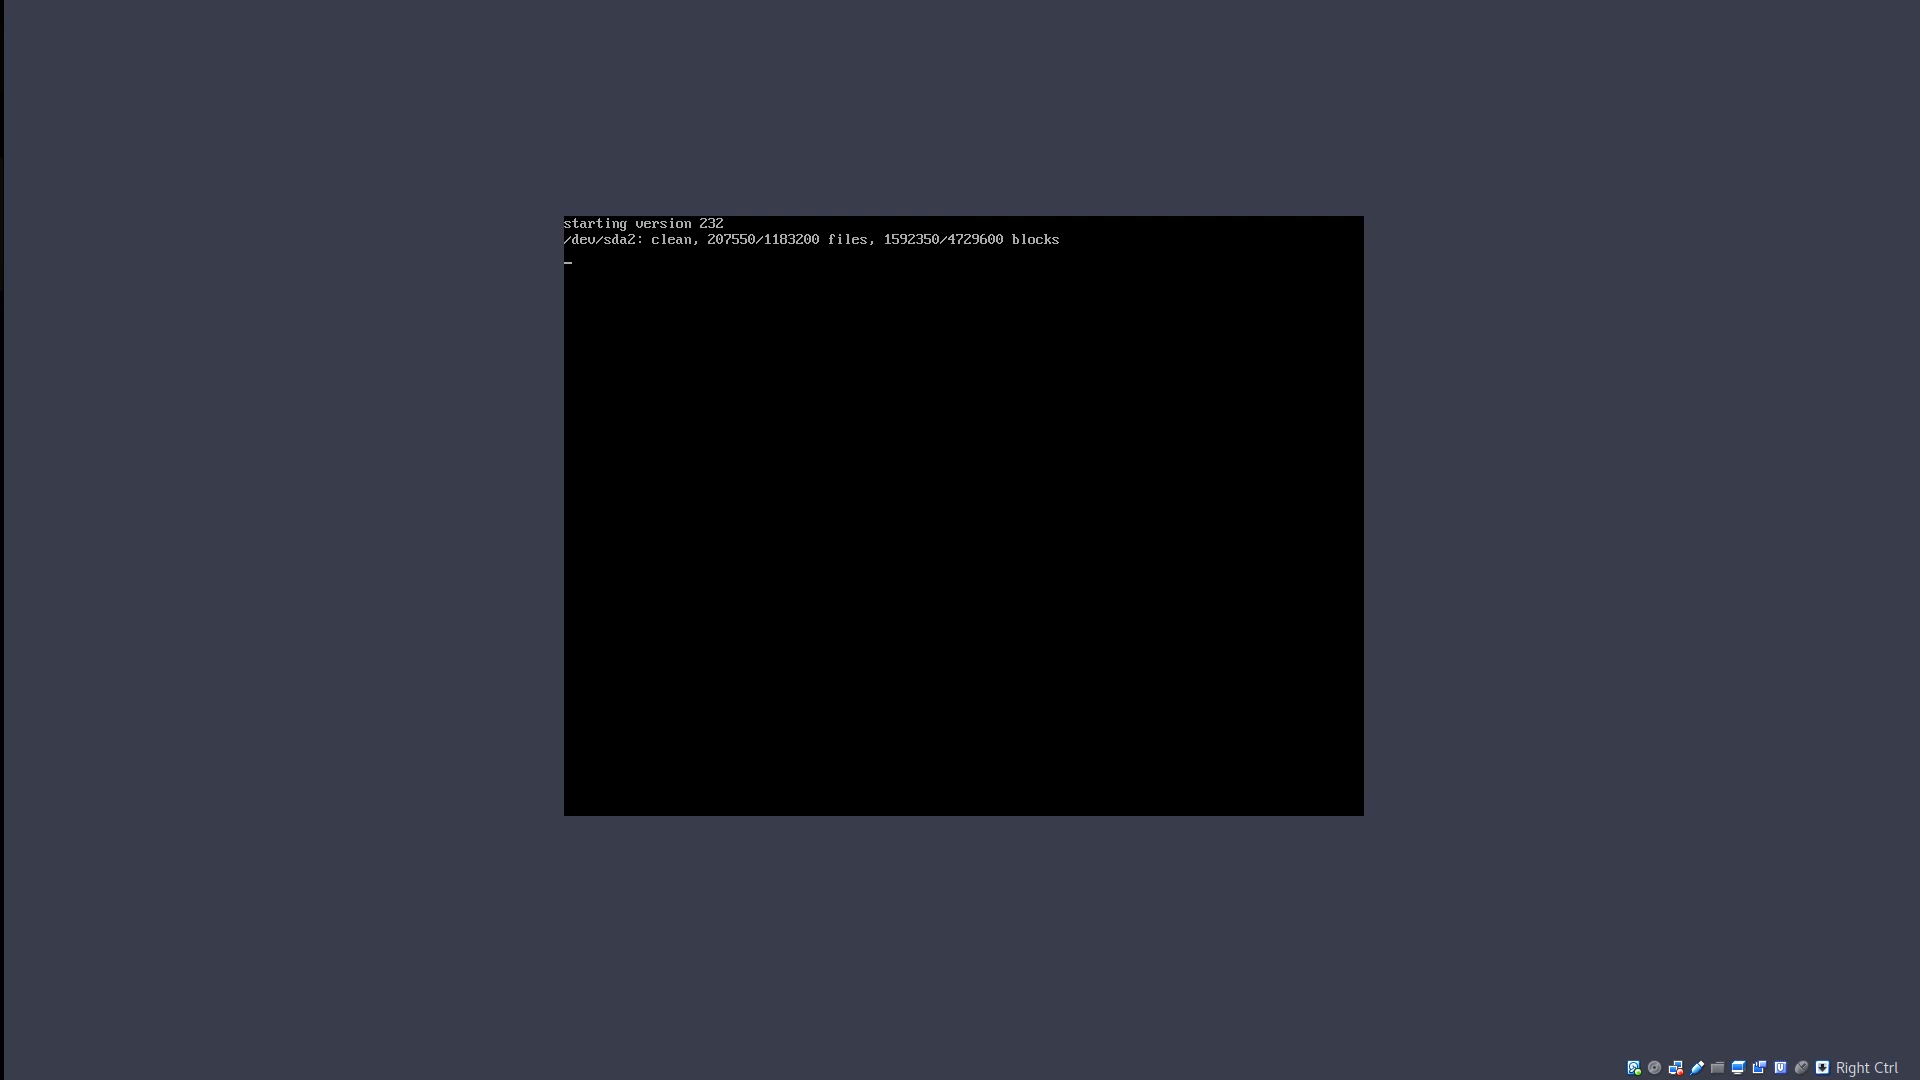 starting version 232
/dev/sda2: clean, 207550/1183200 files, 1592350/4729600 blocks
Right Ctrl